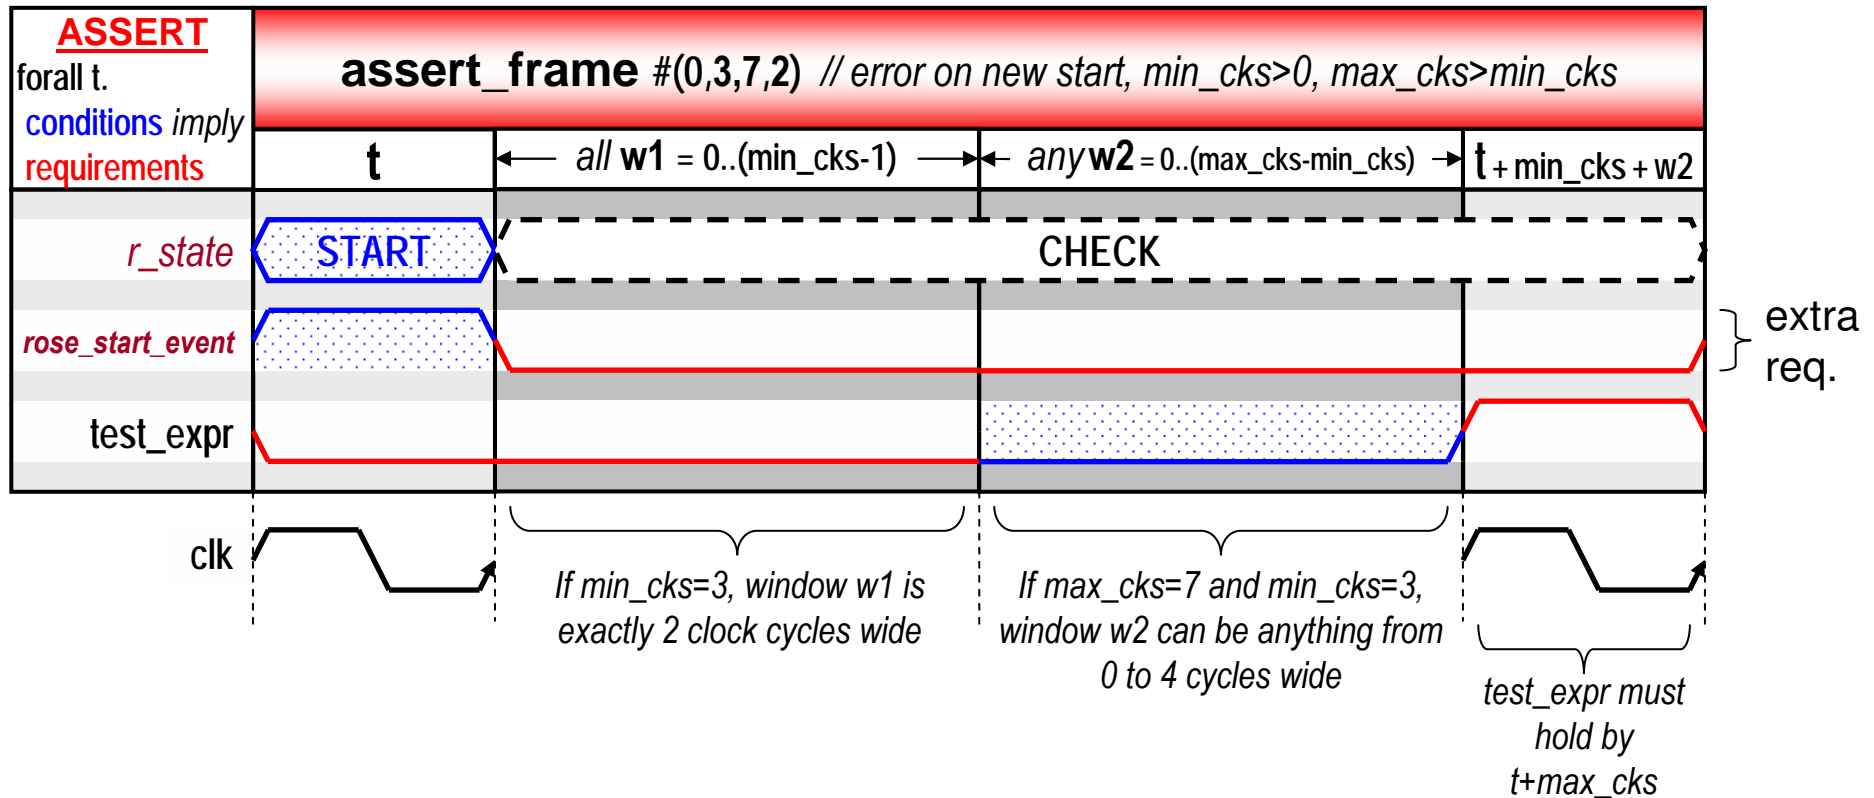 ASSERT
forall t.
conditions imply
requirements
assert_frame #(0,3,7,2) // error on new start, min_cks>0, max_cks>min_cks
t
all w1 = 0..(min_cks-1)
any w2 = 0..(max_cks-min_cks)
t + min_cks + w2
r_state
START
CHECK
rose_start_event
extra
req.
test_expr
clk
If min_cks=3, window w1 is
exactly 2 clock cycles wide
If max_cks=7 and min_cks=3,
window w2 can be anything from
0 to 4 cycles wide
test_expr must
hold by
t+max_cks